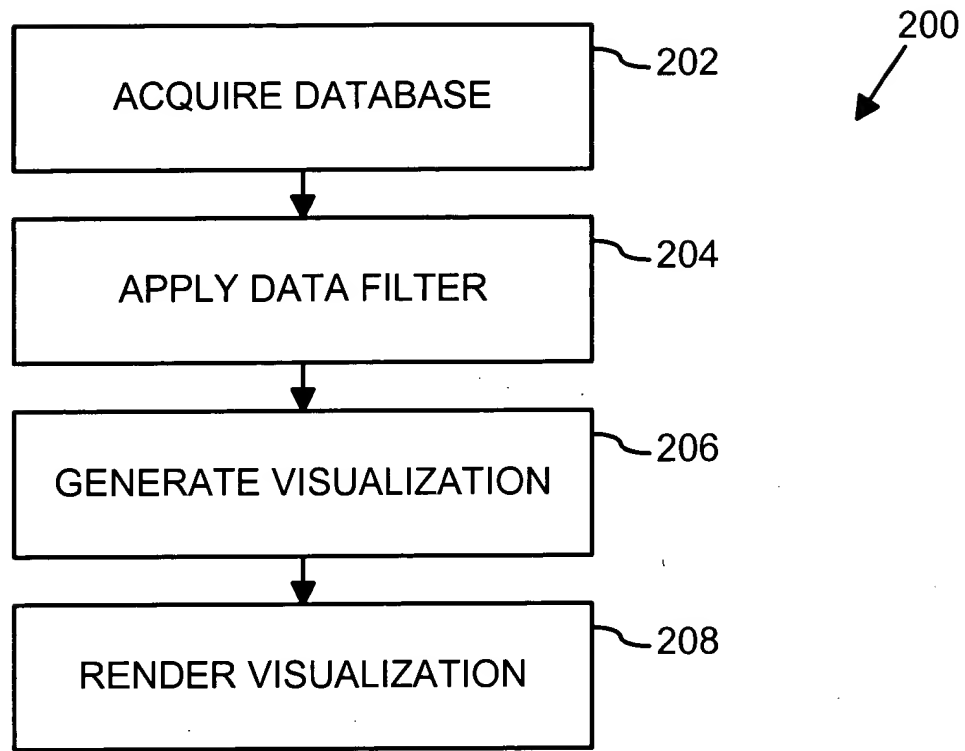 200
ACQUIRE DATABASE
202
APPLY DATA FILTER
204
GENERATE VISUALIZATION
206
RENDER VISUALIZATION
208